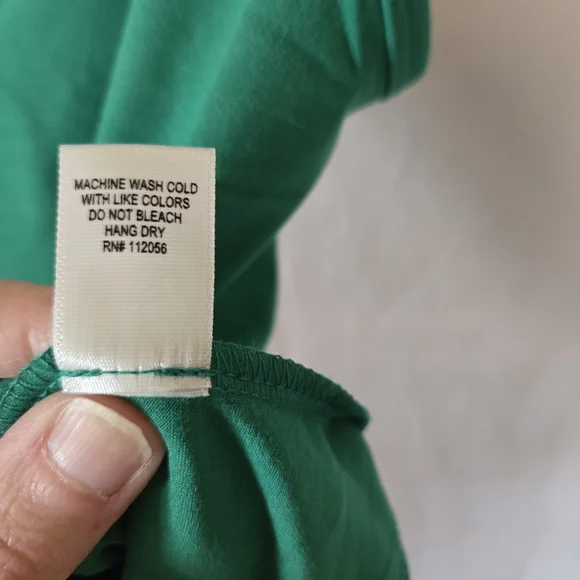 MACHINE WASH COLD
WITH LIKE COLORS
DO NOT BLEACH
HANG DRY
RN# 112056